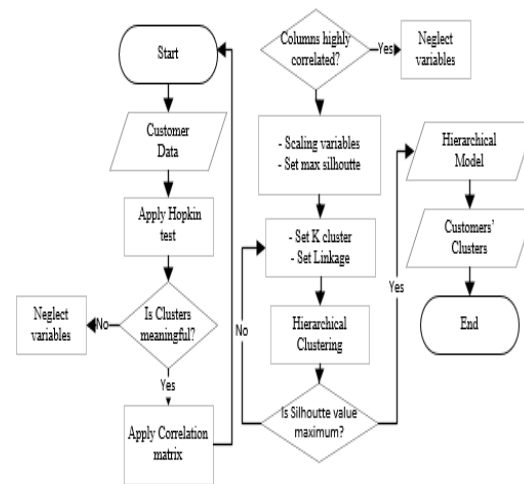 Start
Customer
Data
Apply Hopkin
test
Is Clusters
meaningful?
No
Neglect
variables
Yes
Apply Correlation
matrix
Columns highly
correlated?
Yes
Neglect
variables
- Scaling variables
- Set max silhoutte
- Set K cluster
- Set Linkage
No
Hierarchical
Clustering
Is Silhoutte value
maximum?
Yes
Hierarchical
Model
Customers'
Clusters
End